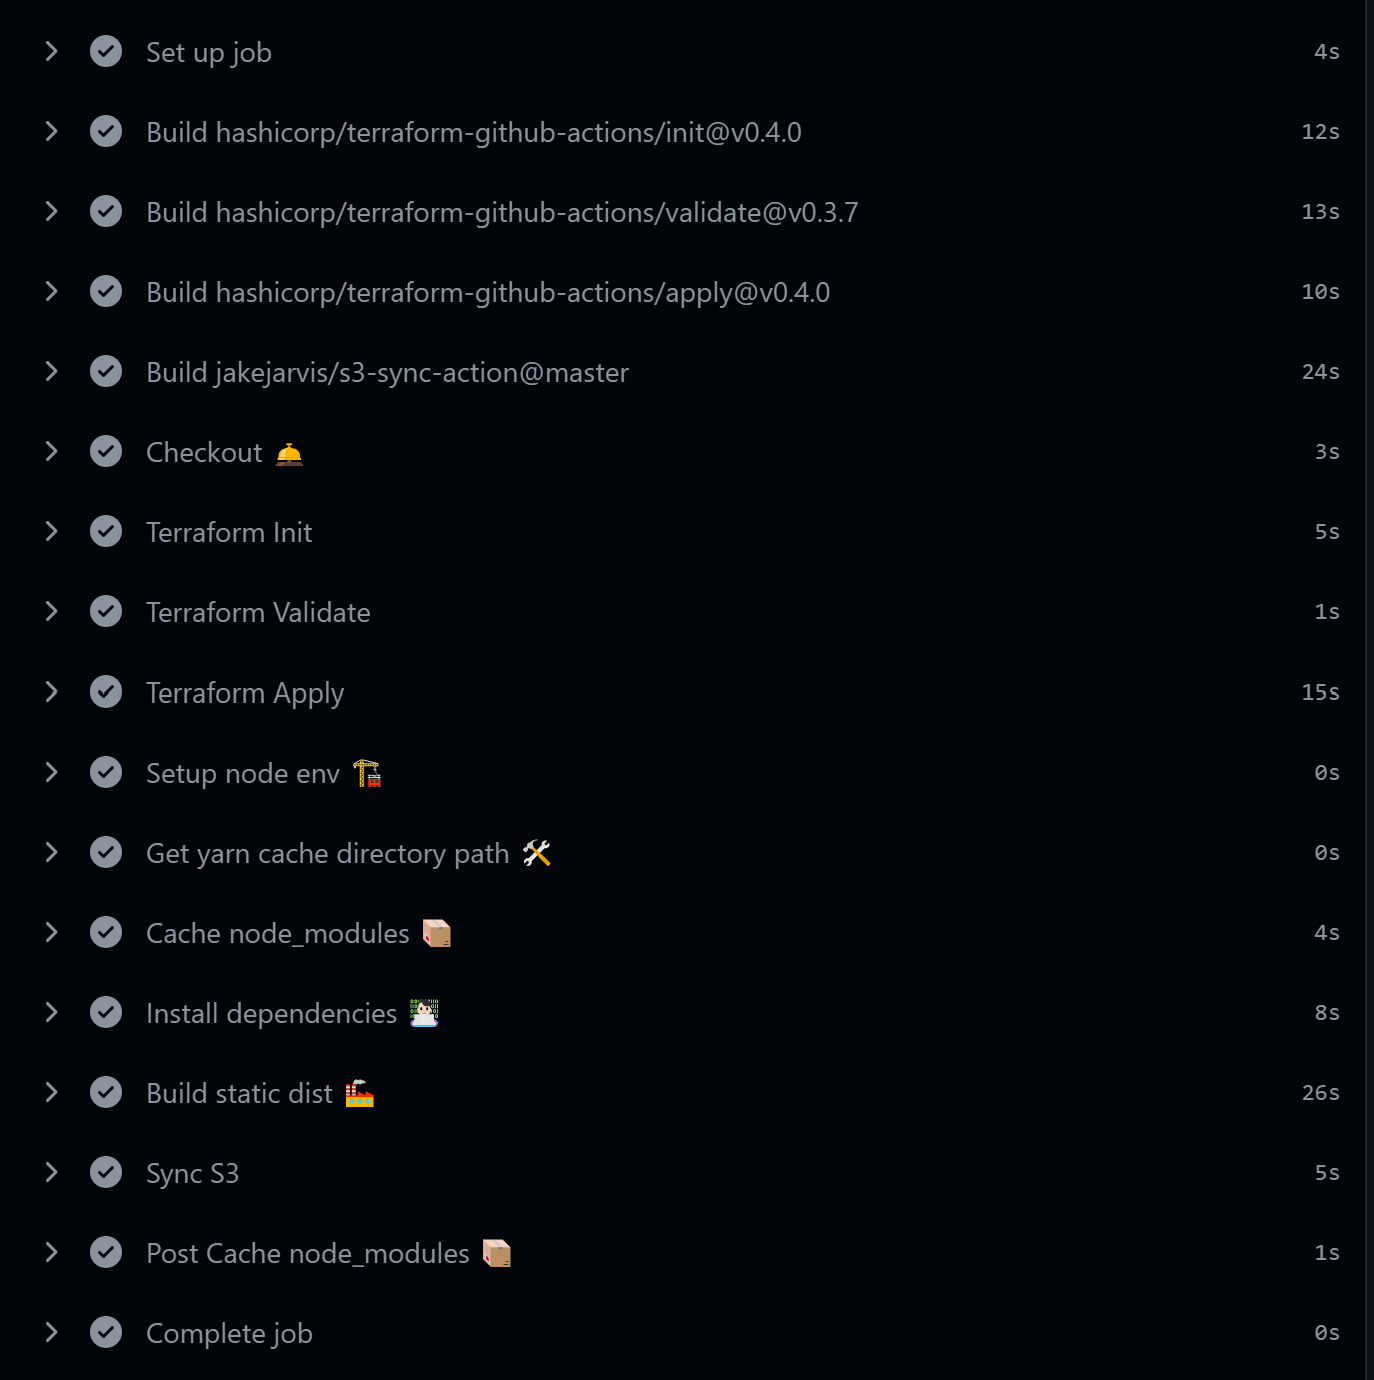 Set up job 4s
Build hashicorp/terraform-github-actions/init@v0.4.0 12s
Build hashicorp/terraform-github-actions/validate@v0.3.7 13s
Build hashicorp/terraform-github-actions/apply@v0.4.0 10s
Build jakejarvis/s3-sync-action@master 24s
Checkout 🛎️ 3s
Terraform Init 5s
Terraform Validate 1s
Terraform Apply 15s
Setup node env 🏗 0s
Get yarn cache directory path 🛠 0s
Cache node_modules 📦 4s
Install dependencies 👨🏻‍💻 8s
Build static dist 🏭 26s
Sync S3 5s
Post Cache node_modules 📦 1s
Complete job 0s